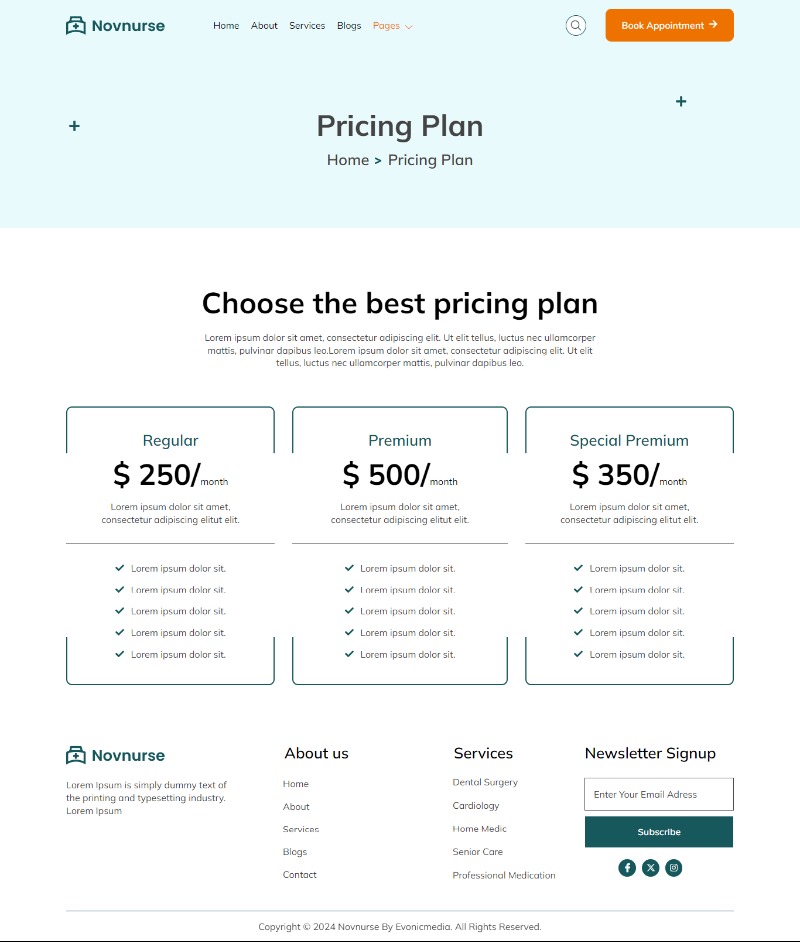 Novnurse
Home About Services Blogs Pages
Book Appointment
Pricing Plan
Home > Pricing Plan
Choose the best pricing plan
Lorem ipsum dolor sit amet, consectetur adipiscing elit. Ut elit tellus, luctus nec ullamcorper
mattis, pulvinar dapibus leo.Lorem ipsum dolor sit amet, consectetur adipiscing elit. Ut elit
tellus, luctus nec ullamcorper mattis, pulvinar dapibus leo.
Regular
$ 250/month
Lorem ipsum dolor sit amet,
consectetur adipiscing elitut elit.
Lorem ipsum dolor sit.
Lorem ipsum dolor sit.
Lorem ipsum dolor sit.
Lorem ipsum dolor sit.
Lorem ipsum dolor sit.
Premium
$ 500/month
Lorem ipsum dolor sit amet,
consectetur adipiscing elitut elit.
Lorem ipsum dolor sit.
Lorem ipsum dolor sit.
Lorem ipsum dolor sit.
Lorem ipsum dolor sit.
Lorem ipsum dolor sit.
Special Premium
$ 350/month
Lorem ipsum dolor sit amet,
consectetur adipiscing elitut elit.
Lorem ipsum dolor sit.
Lorem ipsum dolor sit.
Lorem ipsum dolor sit.
Lorem ipsum dolor sit.
Lorem ipsum dolor sit.
Novnurse
Lorem Ipsum is simply dummy text of
the printing and typesetting industry.
Lorem Ipsum
About us
Home
About
Services
Blogs
Contact
Services
Dental Surgery
Cardiology
Home Medic
Senior Care
Professional Medication
Newsletter Signup
Enter Your Email Adress
Subscribe
Copyright © 2024 Novnurse By Evonicmedia. All Rights Reserved.